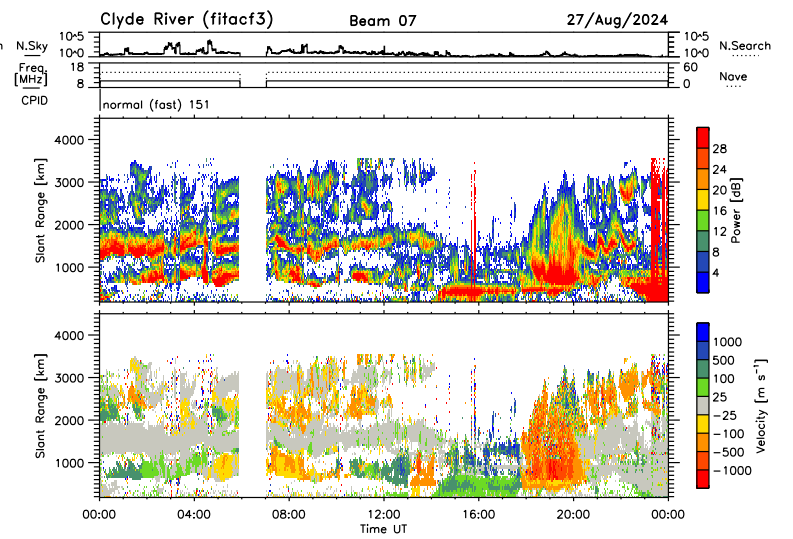 Clyde River (fitacf3) Beam 07 27/Aug/2024
n N.Sky 10^5 10^0 10^5 10^0 N.Search
Freq. [MHz] 18 8 60 0 Nave
CPID normal (fast) 151
Slant Range [km] 4000 3000 2000 1000
28 24 20 16 12 8 4 Power [dB]
Slant Range [km] 4000 3000 2000 1000
1000 500 100 25 −25 −100 −500 −1000 Velocity [m s⁻¹]
00:00 04:00 08:00 12:00 16:00 20:00 00:00
Time UT